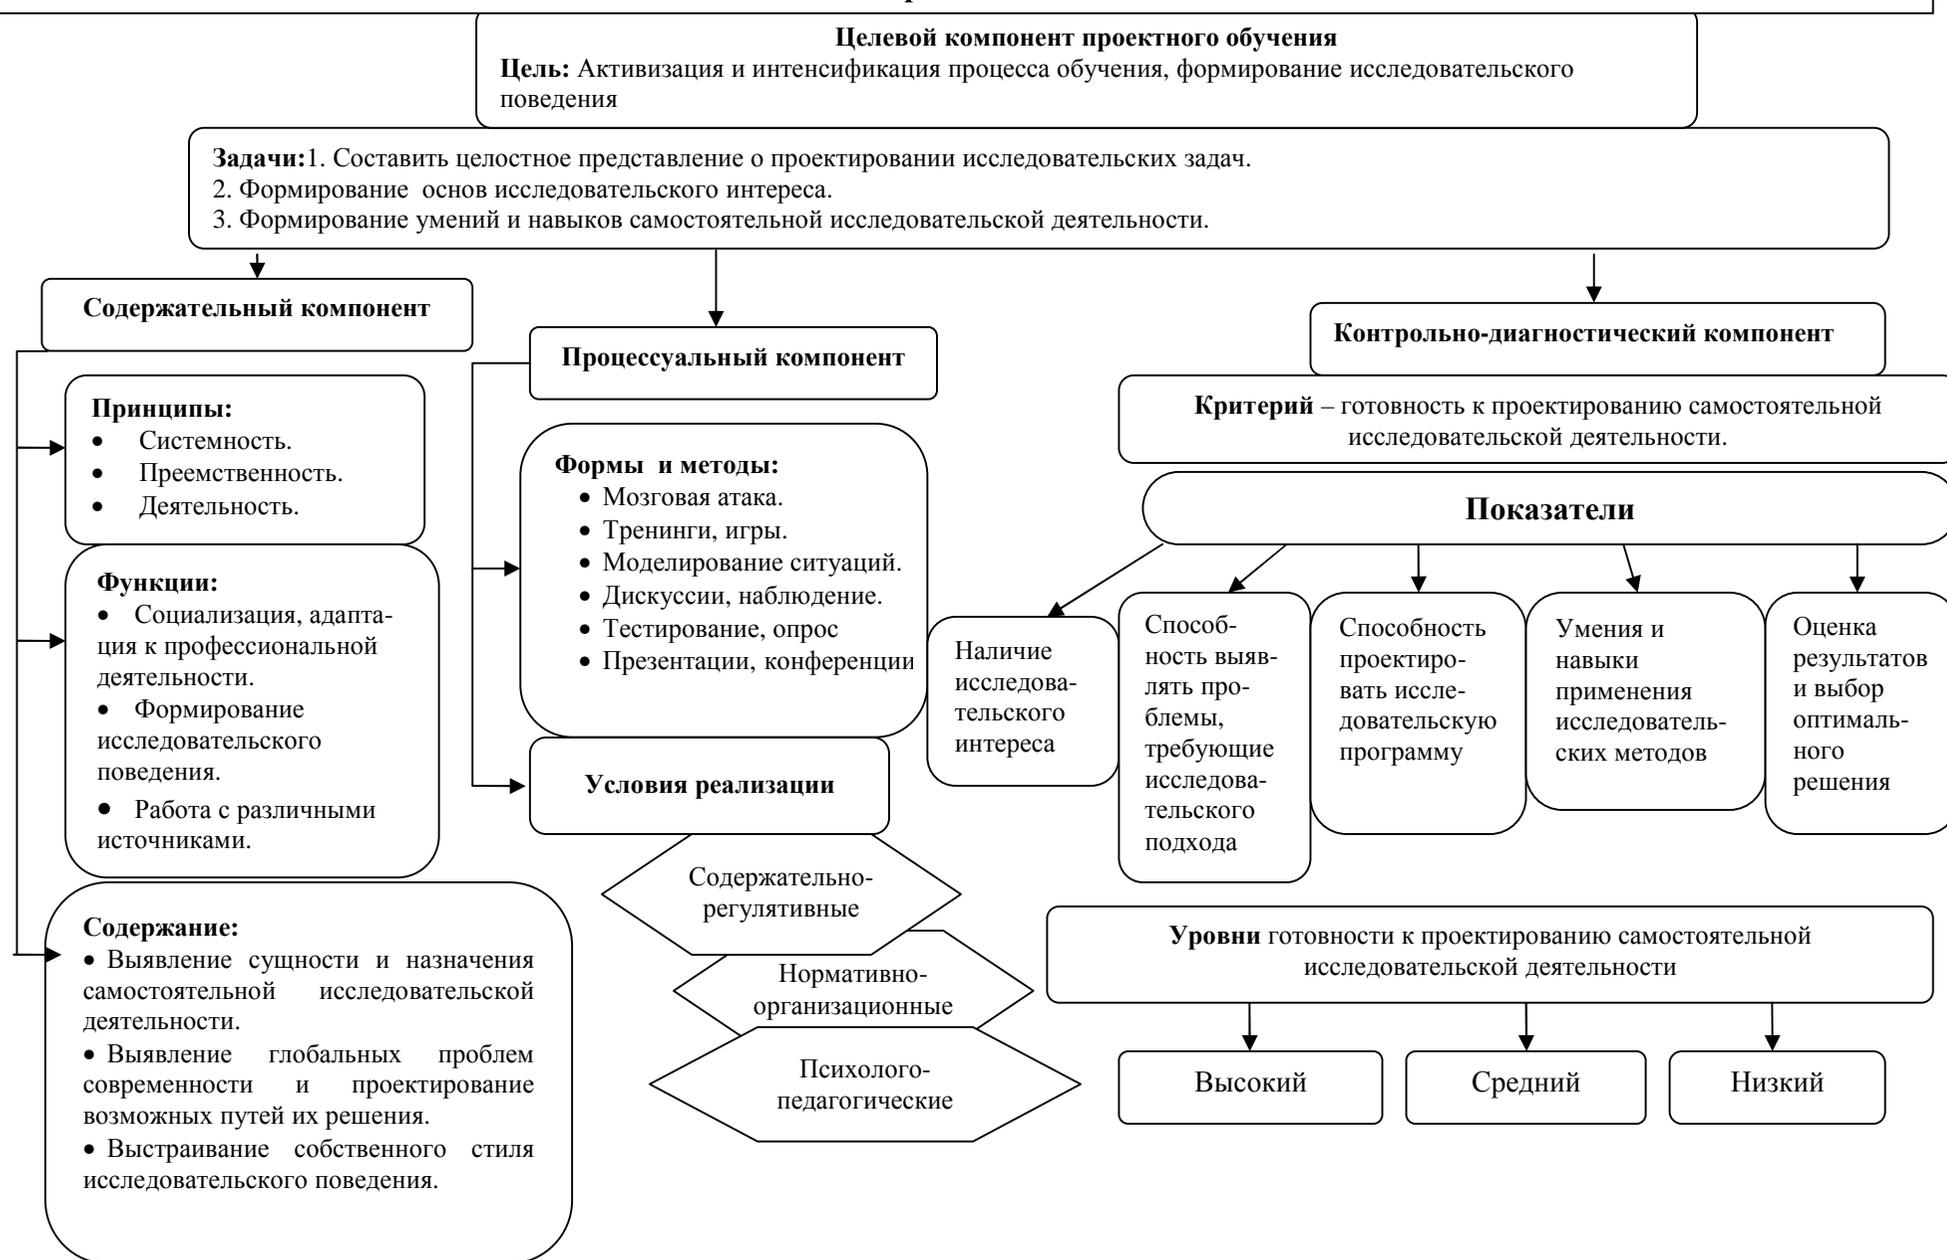 Целевой компонент проектного обучения
Цель: Активизация и интенсификация процесса обучения, формирование исследовательского
поведения
Задачи:1. Составить целостное представление о проектировании исследовательских задач.
2. Формирование основ исследовательского интереса.
3. Формирование умений и навыков самостоятельной исследовательской деятельности.
Содержательный компонент
Принципы:
• Системность.
• Преемственность.
• Деятельность.
Функции:
• Социализация, адапта-
ция к профессиональной
деятельности.
• Формирование
исследовательского
поведения.
• Работа с различными
источниками.
Содержание:
• Выявление сущности и назначения
самостоятельной исследовательской
деятельности.
• Выявление глобальных проблем
современности и проектирование
возможных путей их решения.
• Выстраивание собственного стиля
исследовательского поведения.
Процессуальный компонент
Формы и методы:
• Мозговая атака.
• Тренинги, игры.
• Моделирование ситуаций.
• Дискуссии, наблюдение.
• Тестирование, опрос
• Презентации, конференции
Условия реализации
Содержательно-
регулятивные
Нормативно-
организационные
Психолого-
педагогические
Контрольно-диагностический компонент
Критерий – готовность к проектированию самостоятельной
исследовательской деятельности.
Показатели
Наличие
исследова-
тельского
интереса
Способ-
ность выяв-
лять про-
блемы,
требующие
исследова-
тельского
подхода
Способность
проектиро-
вать иссле-
довательскую
программу
Умения и
навыки
применения
исследователь-
ских методов
Оценка
результатов
и выбор
оптималь-
ного
решения
Уровни готовности к проектированию самостоятельной
исследовательской деятельности
Высокий
Средний
Низкий